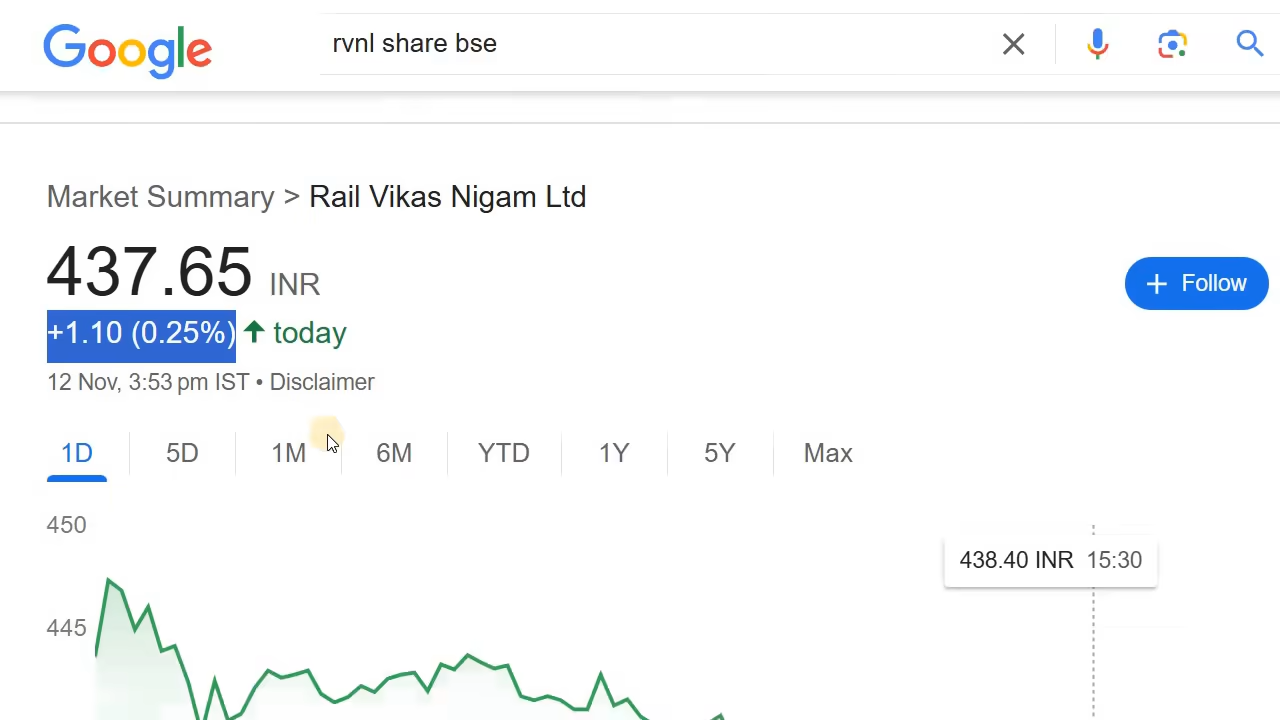 Google
rvnl share bse
Market Summary > Rail Vikas Nigam Ltd
437.65 INR
+1.10 (0.25%) today
+ Follow
12 Nov, 3:53 pm IST • Disclaimer
1D 5D 1M 6M YTD 1Y 5Y Max
450
438.40 INR 15:30
445